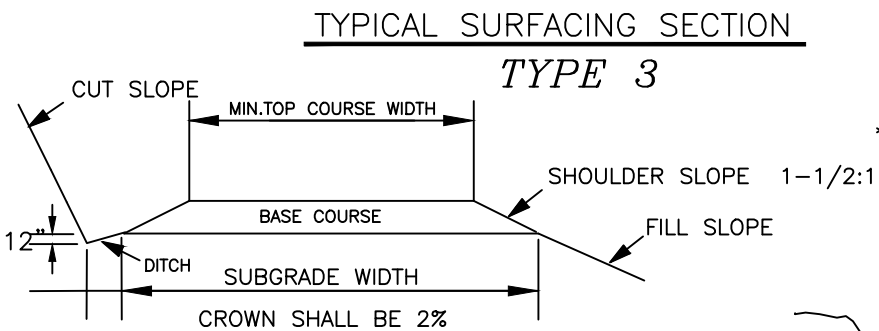 TYPICAL SURFACING SECTION
TYPE 3
CUT SLOPE
MIN.TOP COURSE WIDTH
SHOULDER SLOPE 1-1/2:1
BASE COURSE
FILL SLOPE
12"
DITCH
SUBGRADE WIDTH
CROWN SHALL BE 2%